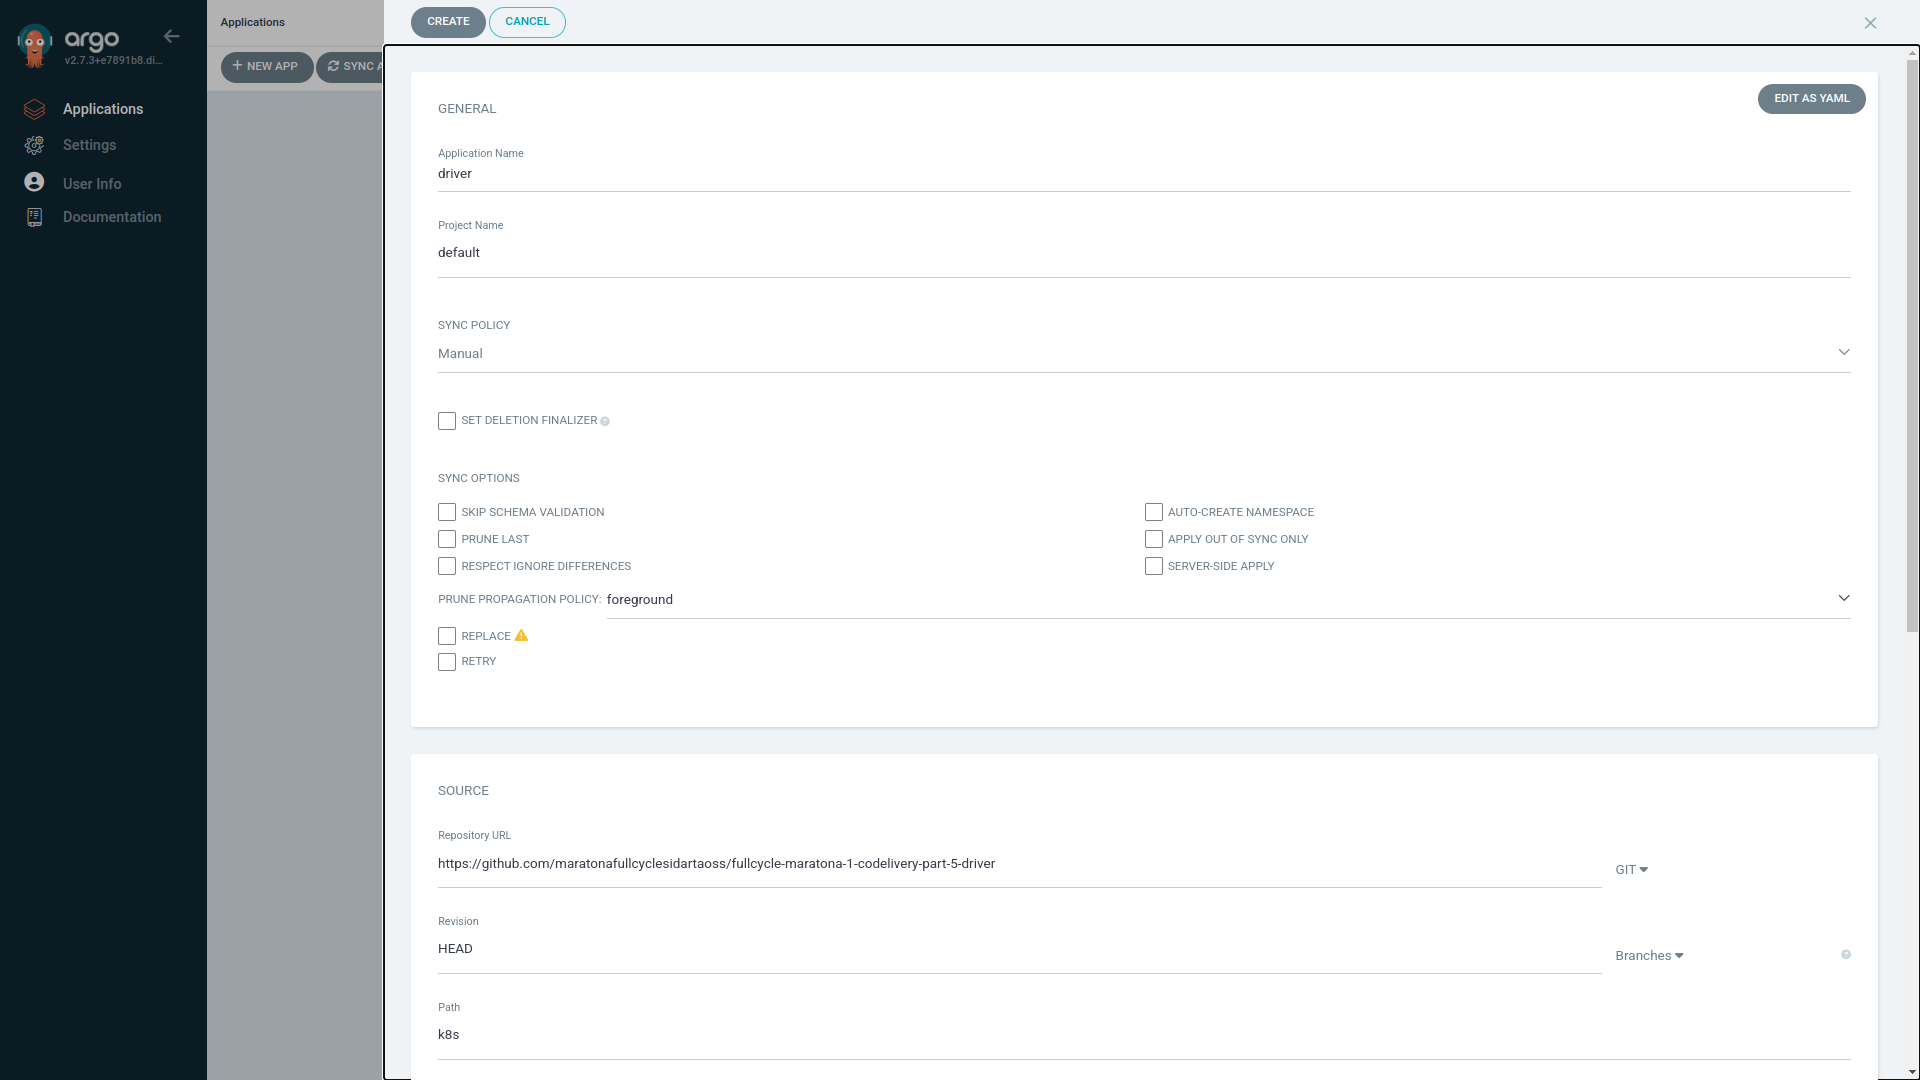 argo
v2.7.3+e7891b8.di...
Applications
Settings
User Info
Documentation
Applications
NEW APP
SYNC A
CREATE
CANCEL
GENERAL
EDIT AS YAML
Application Name
driver
Project Name
default
SYNC POLICY
Manual
SET DELETION FINALIZER
SYNC OPTIONS
SKIP SCHEMA VALIDATION
AUTO-CREATE NAMESPACE
PRUNE LAST
APPLY OUT OF SYNC ONLY
RESPECT IGNORE DIFFERENCES
SERVER-SIDE APPLY
PRUNE PROPAGATION POLICY: foreground
REPLACE
RETRY
SOURCE
Repository URL
https://github.com/maratonafullcyclesidartaoss/fullcycle-maratona-1-codelivery-part-5-driver
GIT
Revision
HEAD
Branches
Path
k8s